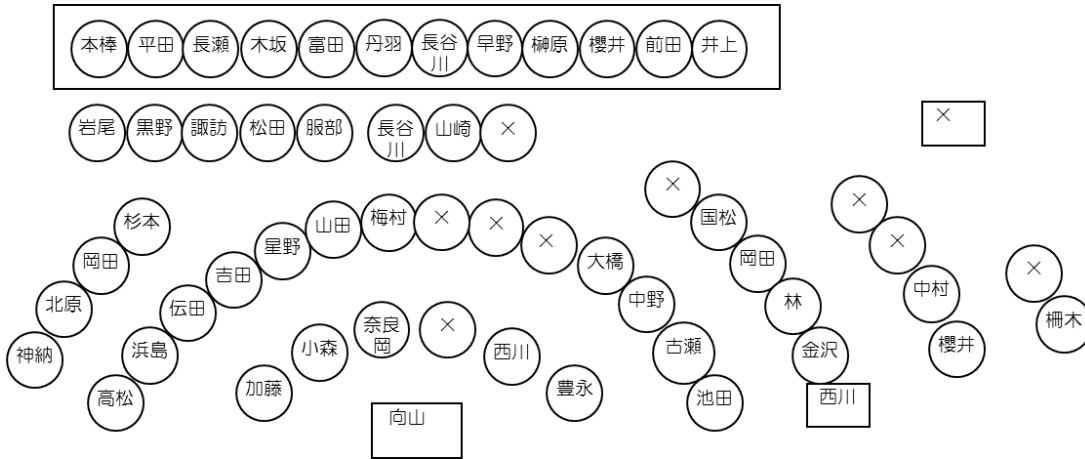 本棒 平田 長瀬 木坂 富田 丹羽 長谷川 早野 榊原 櫻井 前田 井上
岩尾 黒野 諏訪 松田 服部 長谷川 山崎 ×
×
杉本
岡田
北原
神納
梅村 × × ×
山田
星野
吉田
伝田
浜島
高松
大橋
中野
古瀬
池田
×
国松
岡田
林
金沢
西川
×
×
中村
櫻井
×
柵木
奈良岡 ×
小森
加藤
西川
豊永
向山